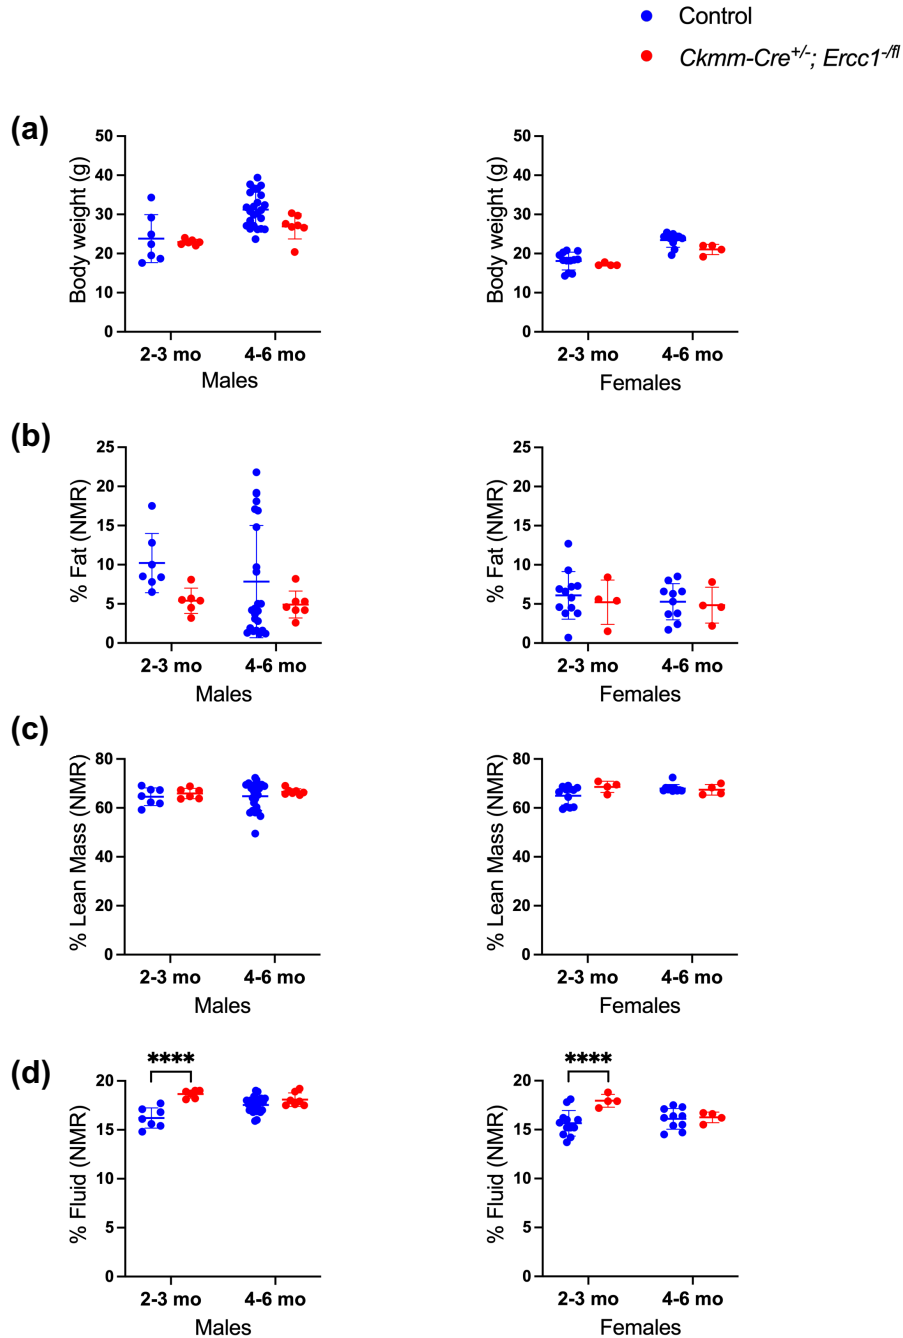 Control
Ckmm-Cre+/-; Ercc1-/fl
(a)
Body weight (g)
50
40
30
20
10
0
2-3 mo 4-6 mo
Males
Body weight (g)
50
40
30
20
10
0
2-3 mo 4-6 mo
Females
(b)
% Fat (NMR)
25
20
15
10
5
0
2-3 mo 4-6 mo
Males
% Fat (NMR)
25
20
15
10
5
0
2-3 mo 4-6 mo
Females
(c)
% Lean Mass (NMR)
80
60
40
20
0
2-3 mo 4-6 mo
Males
% Lean Mass (NMR)
80
60
40
20
0
2-3 mo 4-6 mo
Females
(d)
% Fluid (NMR)
****
20
15
10
5
0
2-3 mo 4-6 mo
Males
% Fluid (NMR)
****
20
15
10
5
0
2-3 mo 4-6 mo
Females